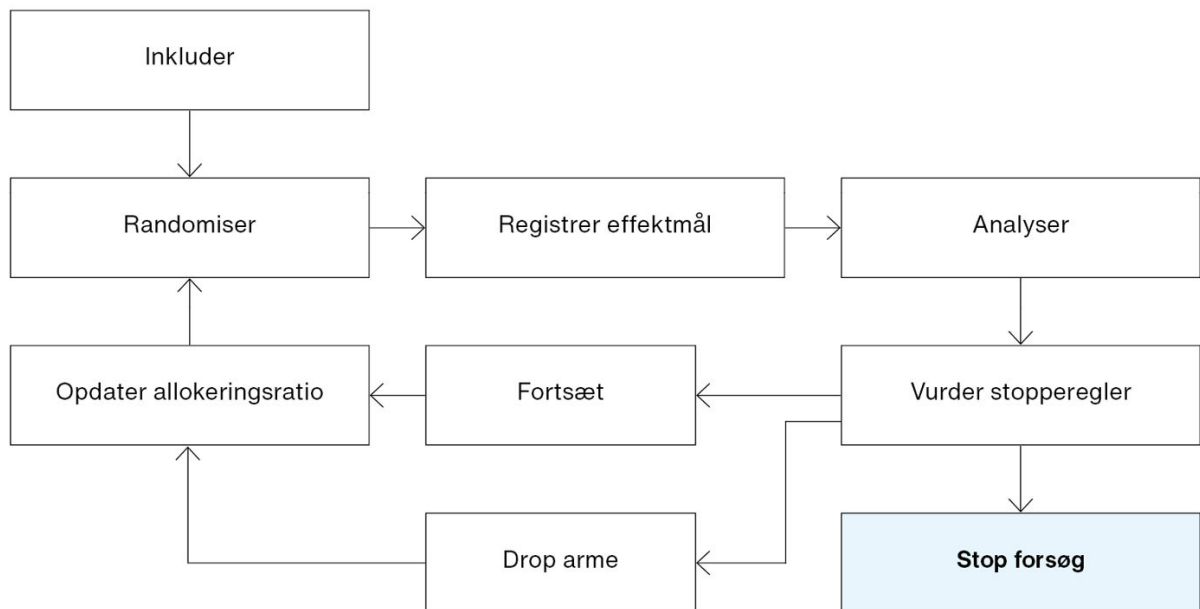 Inkluder
Randomiser
Registrer effektmål
Analyser
Opdater allokeringsratio
Fortsæt
Vurder stopperegler
Drop arme
Stop forsøg